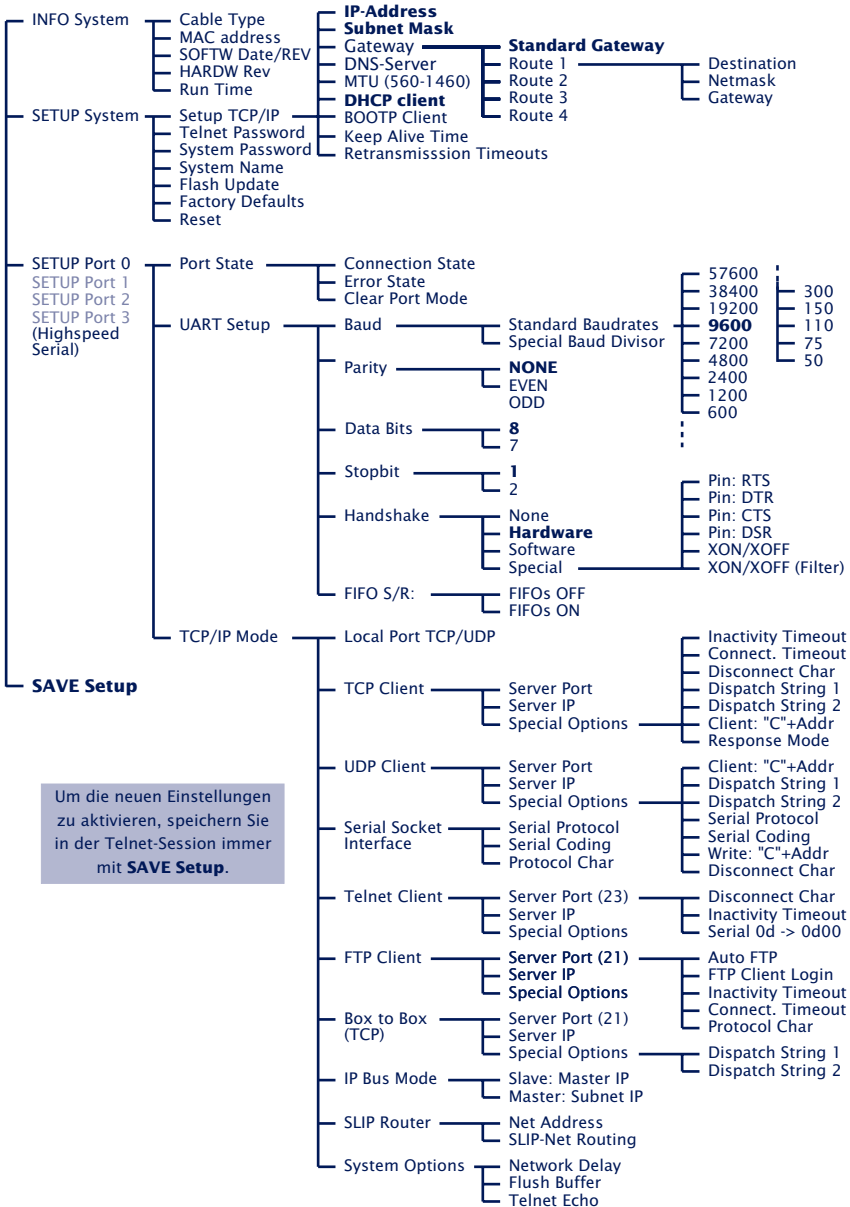 INFO System
Cable Type
MAC address
SOFTW Date/REV
HARDW Rev
Run Time
SETUP System
Setup TCP/IP
IP-Address
Subnet Mask
Gateway
Standard Gateway
Route 1
Destination
Netmask
Gateway
Route 2
Route 3
Route 4
DNS-Server
MTU (560-1460)
DHCP client
BOOTP Client
Keep Alive Time
Retransmisssion Timeouts
Telnet Password
System Password
System Name
Flash Update
Factory Defaults
Reset
SETUP Port 0
SETUP Port 1
SETUP Port 2
SETUP Port 3
(Highspeed
Serial)
Port State
Connection State
Error State
Clear Port Mode
UART Setup
Baud
Standard Baudrates
Special Baud Divisor
57600
38400
19200
9600
7200
4800
2400
1200
600
300
150
110
75
50
Parity
NONE
EVEN
ODD
Data Bits
8
7
Stopbit
1
2
Handshake
None
Hardware
Software
Special
Pin: RTS
Pin: DTR
Pin: CTS
Pin: DSR
XON/XOFF
XON/XOFF (Filter)
FIFO S/R:
FIFOs OFF
FIFOs ON
TCP/IP Mode
Local Port TCP/UDP
TCP Client
Server Port
Server IP
Special Options
Inactivity Timeout
Connect. Timeout
Disconnect Char
Dispatch String 1
Dispatch String 2
Client: "C"+Addr
Response Mode
UDP Client
Server Port
Server IP
Special Options
Client: "C"+Addr
Dispatch String 1
Dispatch String 2
Serial Protocol
Serial Coding
Write: "C"+Addr
Disconnect Char
Serial Socket
Interface
Serial Protocol
Serial Coding
Protocol Char
Telnet Client
Server Port (23)
Server IP
Special Options
Disconnect Char
Inactivity Timeout
Serial 0d -> 0d00
FTP Client
Server Port (21)
Server IP
Special Options
Auto FTP
FTP Client Login
Inactivity Timeout
Connect. Timeout
Protocol Char
Box to Box
(TCP)
Server Port (21)
Server IP
Special Options
Dispatch String 1
Dispatch String 2
IP Bus Mode
Slave: Master IP
Master: Subnet IP
SLIP Router
Net Address
SLIP-Net Routing
System Options
Network Delay
Flush Buffer
Telnet Echo
SAVE Setup
Um die neuen Einstellungen
zu aktivieren, speichern Sie
in der Telnet-Session immer
mit SAVE Setup.